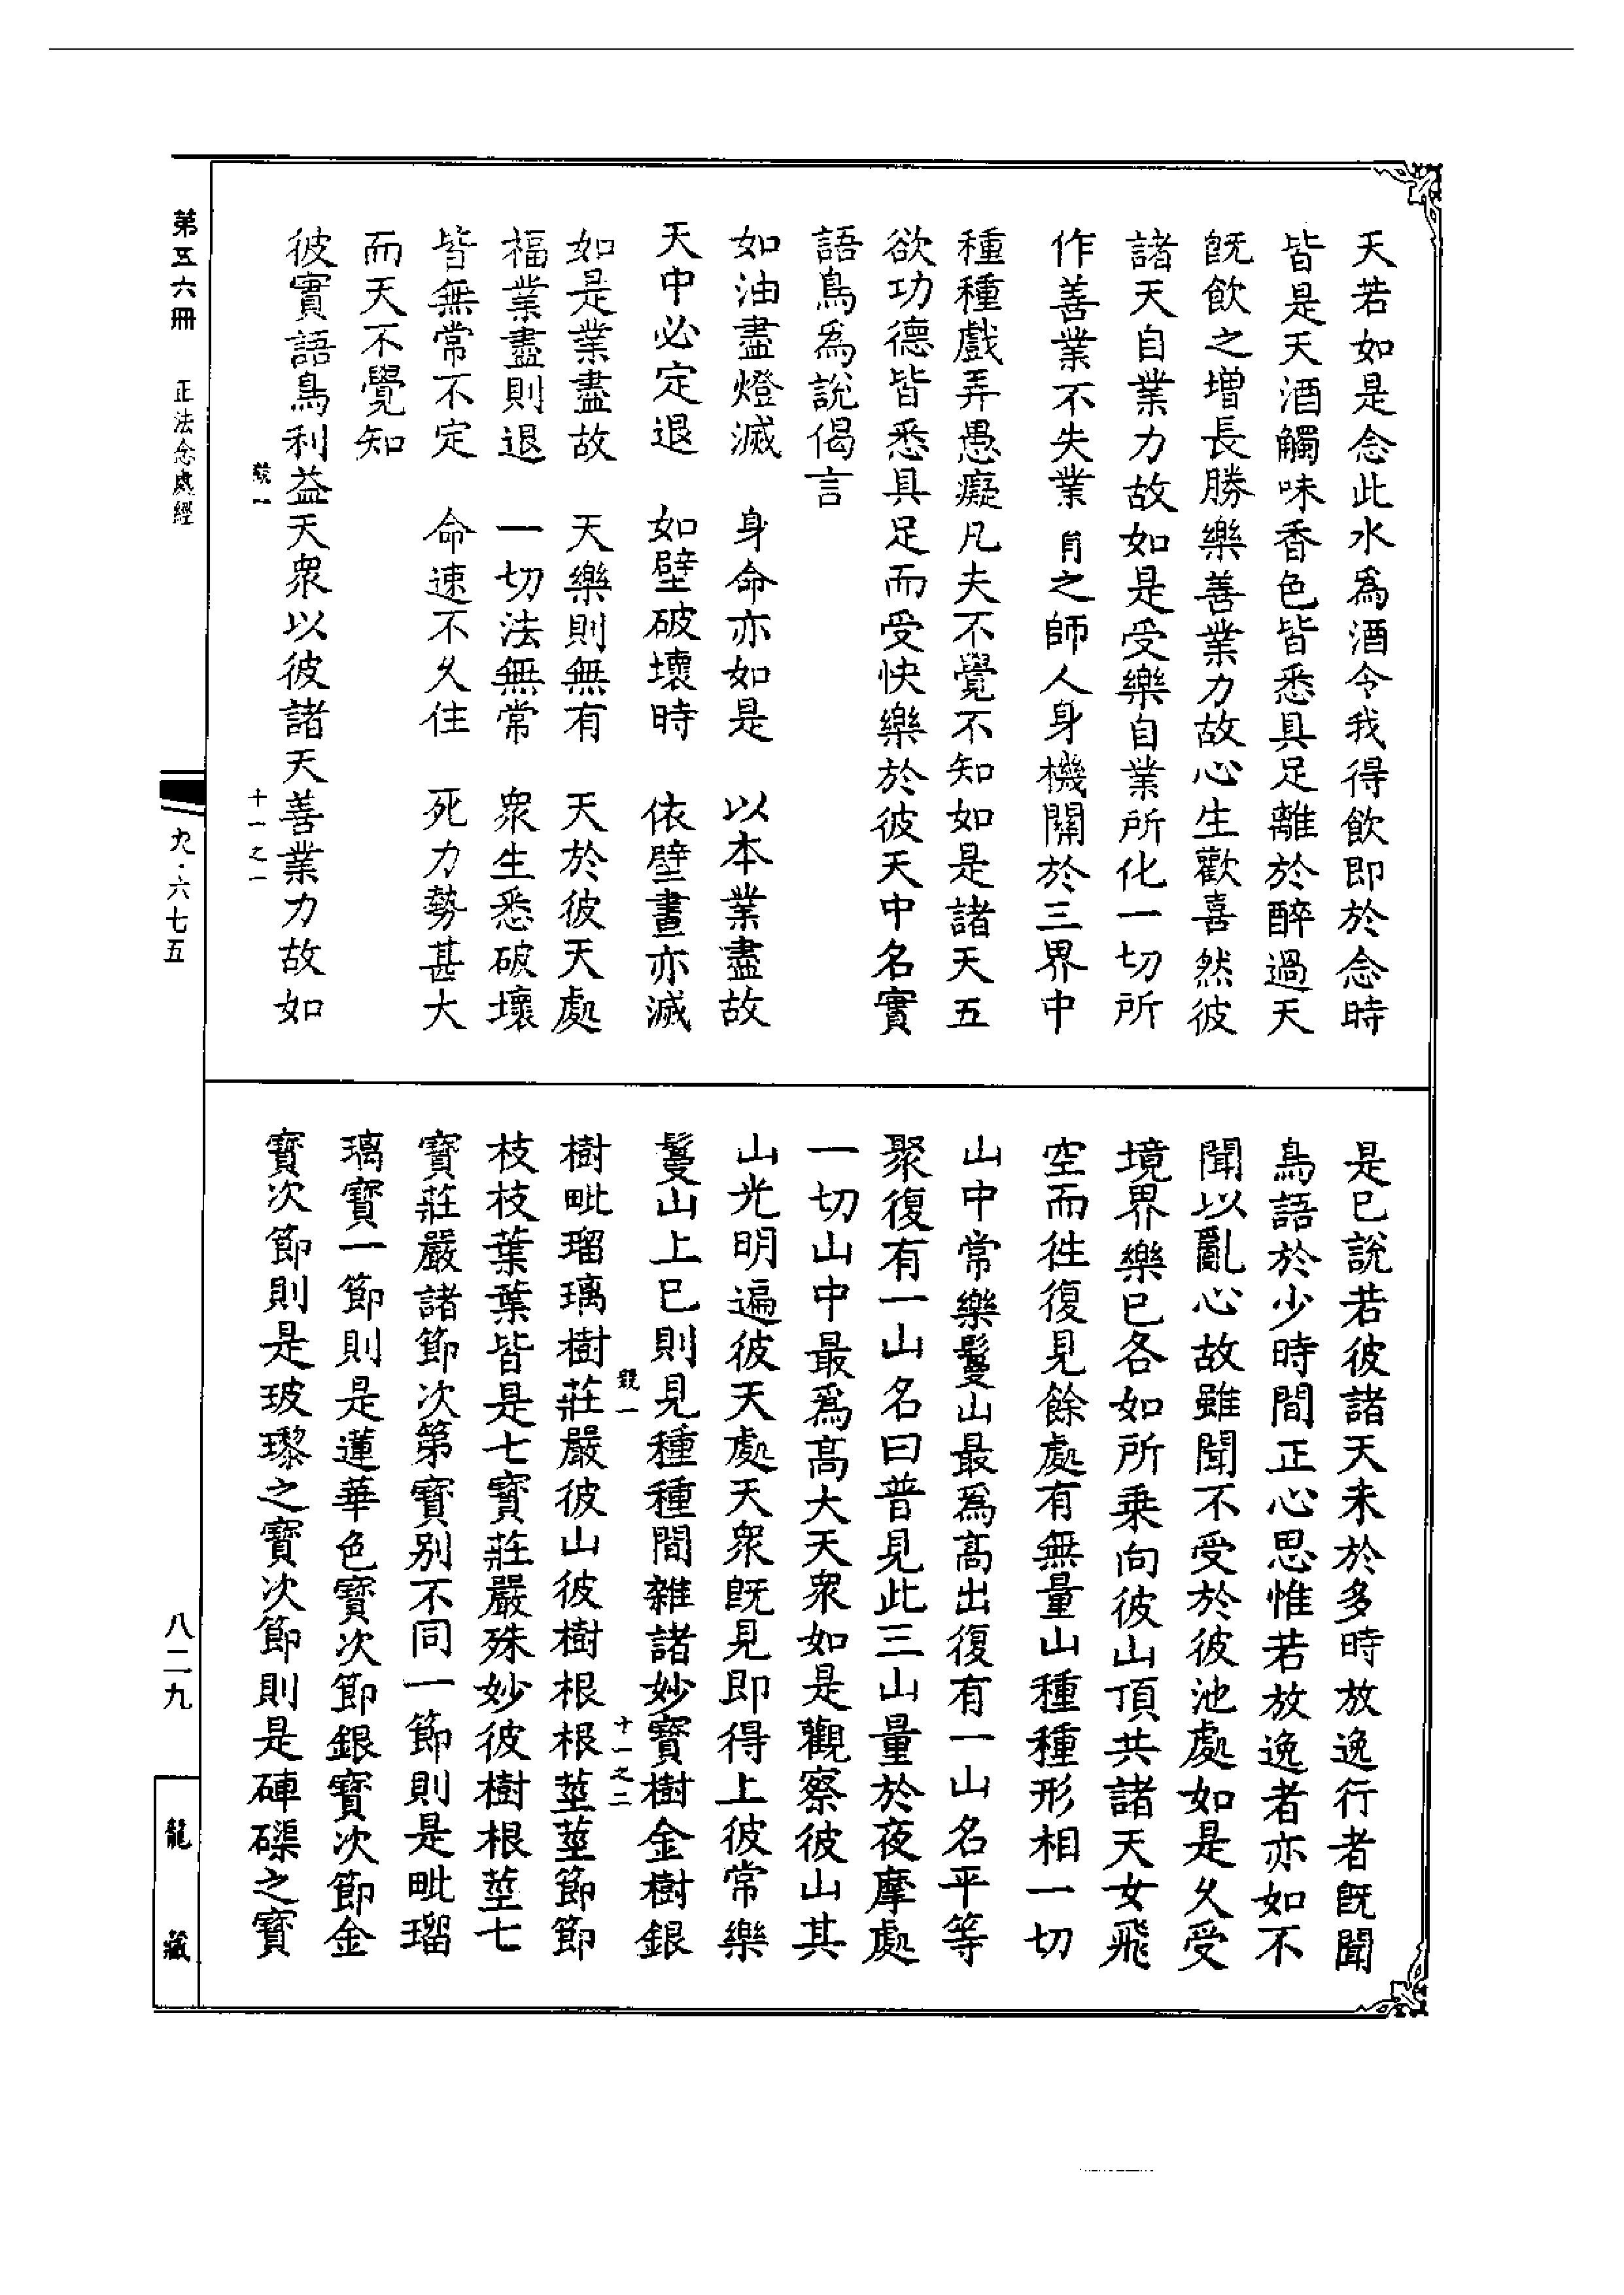 天若如是念此水為酒令我得飲即於念時
皆是天酒觸味香色皆悉具足離於醉過天
既飲之增長勝樂善業力故心生歡喜然彼
諸天自業力故如是受樂自業所化一切所
作善業不失業 之師人身機關於三界中
種種戲弄愚癡凡夫不覺不知如是諸天五
欲功德皆悉具足而受快樂於彼天中名實
語鳥為說偈言
如油盡燈滅 身命亦如是 以本業盡故
天中必定退 如壁破壞時 依壁畫亦滅
如是業盡故 天樂則無有 天於彼天處
福業盡則退 一切法無常 眾生悉破壞
皆無常不定 命速不久住 死力勢甚大
而天不覺知
彼實語鳥利益天眾以彼諸天善業力故如
十一之一
是已說若彼諸天未於多時放逸行者既聞
鳥語於少時間正心思惟若放逸者亦如不
聞以亂心故雖聞不受於彼池處如是久受
境界樂已各如所乘向彼山頂共諸天女飛
空而往復見餘處有無量山種種形相一切
山中常樂鬘山最為高出復有一山名平等
聚復有一山名曰普見此三山量於夜摩處
一切山中最為高大天眾如是觀察彼山其
山光明遍彼天處天眾既見即得上彼常樂
鬘山上已則見種種間雜諸妙寶樹金樹銀
十一之二
樹毗瑠璃樹莊嚴彼山彼樹根根莖莖節節
枝枝葉葉皆是七寶莊嚴殊妙彼樹根莖七
寶莊嚴諸節次第寶別不同一節則是毗瑠
璃寶一節則是蓮華色寶次節銀寶次節金
寶次節則是玻瓈之寶次節則是硨磲之寶
第五六冊 正法念處經
九·六七五
八二九
龍藏